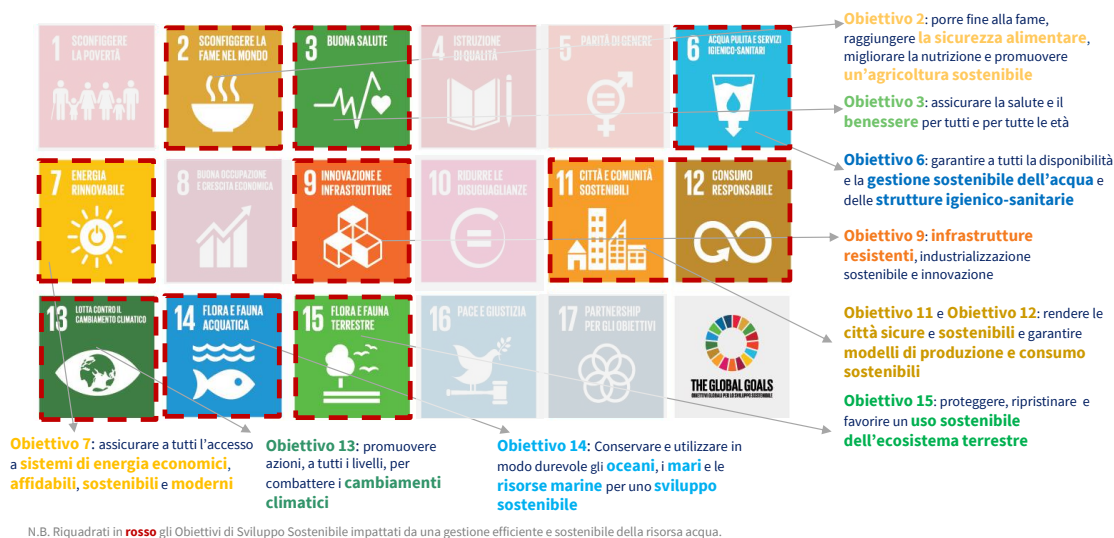 1 SCONFIGGERE
LA POVERTÀ
2 SCONFIGGERE LA
FAME NEL MONDO
3 BUONA SALUTE
4 ISTRUZIONE
DI QUALITÀ
5 PARITÀ DI GENERE
6 ACQUA PULITA E SERVIZI
IGIENICO-SANITARI
7 ENERGIA
RINNOVABILE
8 BUONA OCCUPAZIONE
E CRESCITA ECONOMICA
9 INNOVAZIONE E
INFRASTRUTTURE
10 RIDURRE LE
DISUGUAGLIANZE
11 CITTÀ E COMUNITÀ
SOSTENIBILI
12 CONSUMO
RESPONSABILE
13 LOTTA CONTRO IL
CAMBIAMENTO CLIMATICO
14 FLORA E FAUNA
ACQUATICA
15 FLORA E FAUNA
TERRESTRE
16 PACE E GIUSTIZIA
17 PARTNERSHIP
PER GLI OBIETTIVI
THE GLOBAL GOALS
OBIETTIVI GLOBALI PER LO SVILUPPO SOSTENIBILE
Obiettivo 2: porre fine alla fame,
raggiungere la sicurezza alimentare,
migliorare la nutrizione e promuovere
un'agricoltura sostenibile
Obiettivo 3: assicurare la salute e il
benessere per tutti e per tutte le età
Obiettivo 6: garantire a tutti la disponibilità
e la gestione sostenibile dell'acqua e
delle strutture igienico-sanitarie
Obiettivo 9: infrastrutture
resistenti, industrializzazione
sostenibile e innovazione
Obiettivo 11 e Obiettivo 12: rendere le
città sicure e sostenibili e garantire
modelli di produzione e consumo
sostenibili
Obiettivo 15: proteggere, ripristinare e
favorire un uso sostenibile
dell'ecosistema terrestre
Obiettivo 7: assicurare a tutti l'accesso
a sistemi di energia economici,
affidabili, sostenibili e moderni
Obiettivo 13: promuovere
azioni, a tutti i livelli, per
combattere i cambiamenti
climatici
Obiettivo 14: Conservare e utilizzare in
modo durevole gli oceani, i mari e le
risorse marine per uno sviluppo
sostenibile
N.B. Riquadrati in rosso gli Obiettivi di Sviluppo Sostenibile impattati da una gestione efficiente e sostenibile della risorsa acqua.